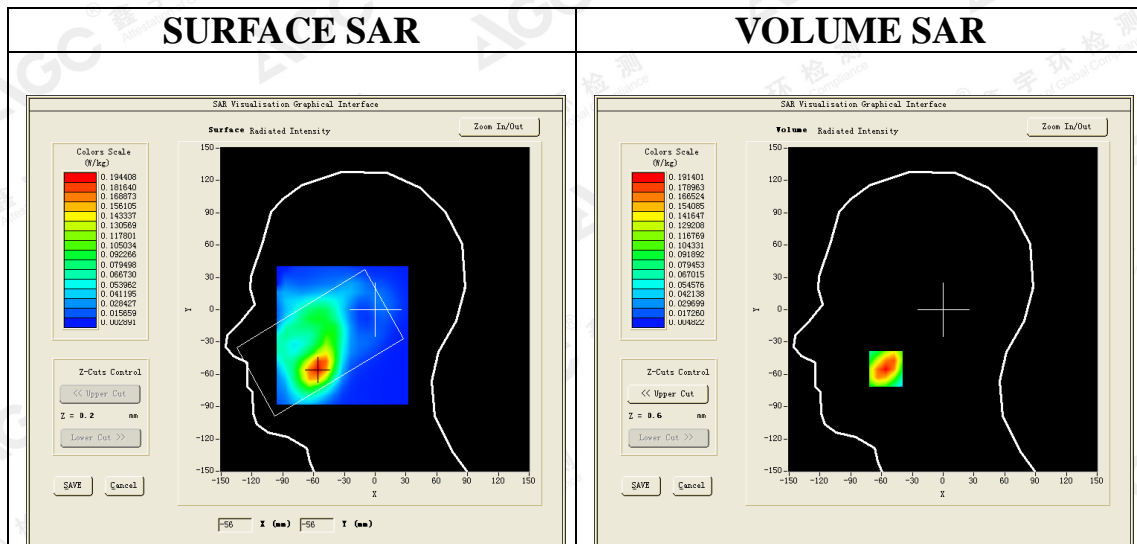 SURFACE SAR
VOLUME SAR
SAR Visualisation Graphical Interface
Surface Radiated Intensity
Zoom In/Out
Colors Scale
(W/kg)
0.194408
0.181640
0.168873
0.156105
0.143337
0.130569
0.117801
0.105034
0.092266
0.079498
0.066730
0.053962
0.041195
0.028427
0.015659
0.002891
150
120
90
60
30
0
-30
-60
-90
-120
-150
Y
-150 -120 -90 -60 -30 0 30 60 90 120 150
X
Z-Cuts Control
<< Upper Cut
Z = 0.2 mm
Lower Cut >>
SAVE Cancel
-56 X (mm) -56 Y (mm)
SAR Visualisation Graphical Interface
Volume Radiated Intensity
Zoom In/Out
Colors Scale
(W/kg)
0.191401
0.178963
0.166524
0.154085
0.141647
0.129208
0.116769
0.104331
0.091892
0.079453
0.067015
0.054576
0.042138
0.029699
0.017260
0.004822
150
120
90
60
30
0
-30
-60
-90
-120
-150
Y
-150 -120 -90 -60 -30 0 30 60 90 120 150
X
Z-Cuts Control
<< Upper Cut
Z = 0.6 mm
Lower Cut >>
SAVE Cancel